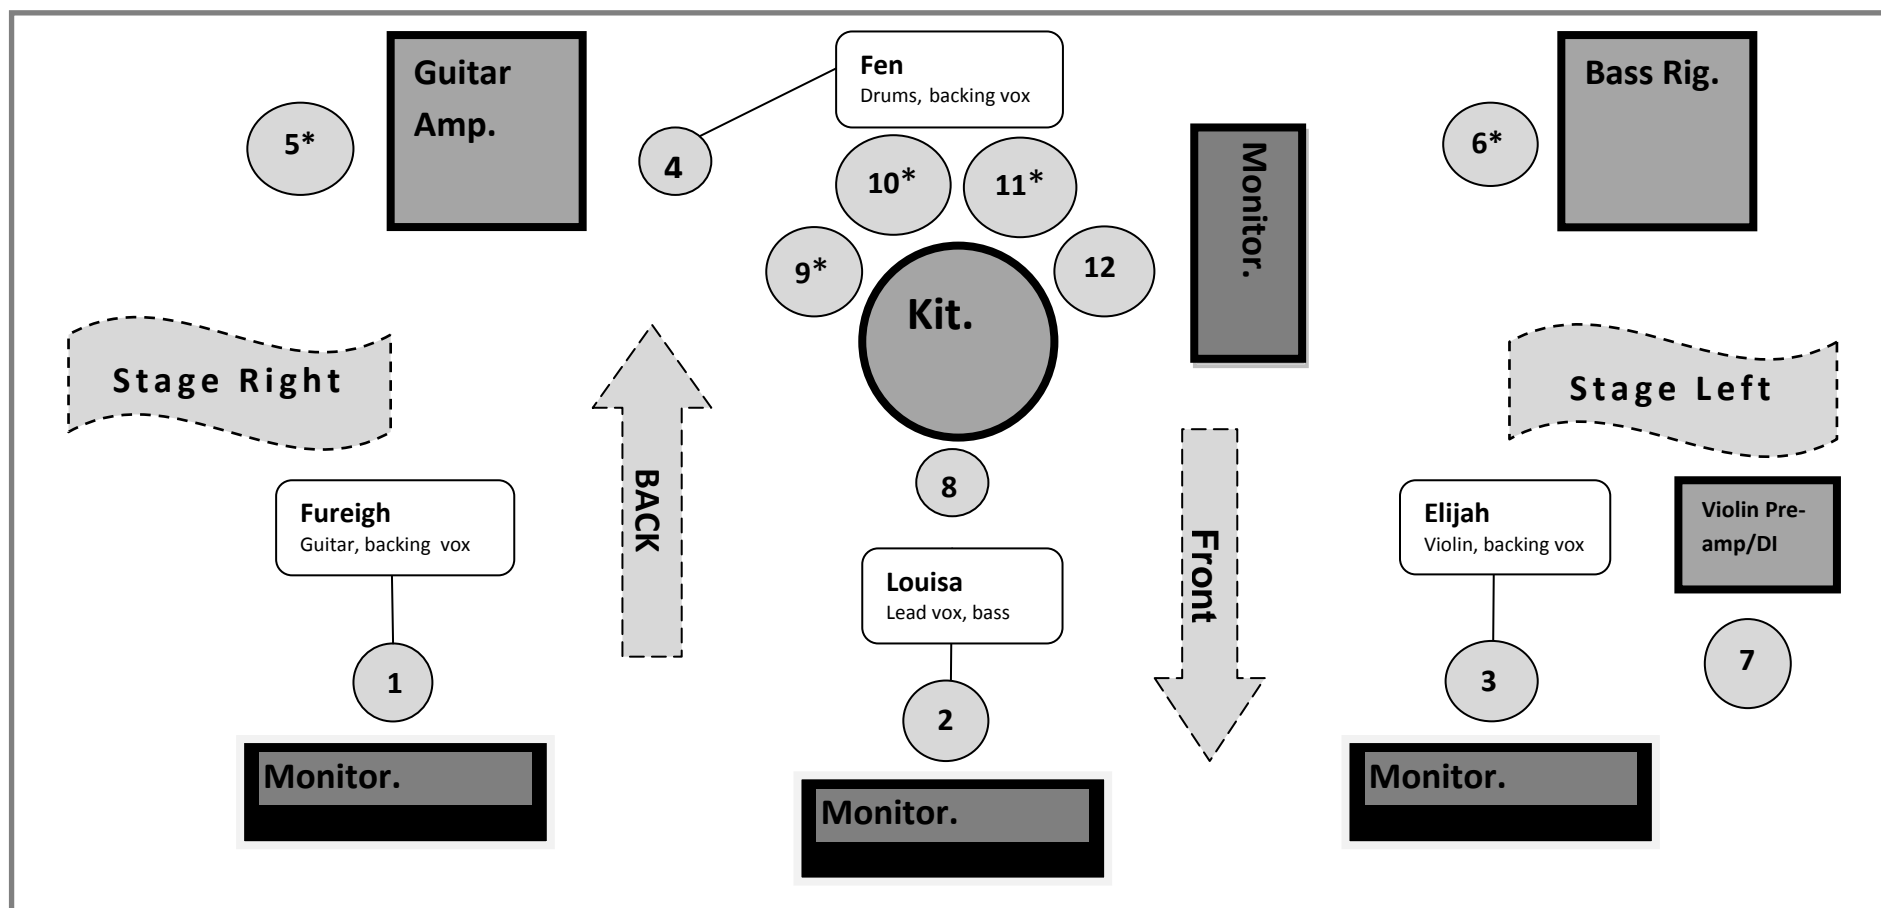 Guitar
Amp.
5*
Fen
Drums, backing vox
4
10*
11*
9*
12
Kit.
Monitor.
Bass Rig.
6*
Stage Right
BACK
8
Front
Stage Left
Fureigh
Guitar, backing vox
1
Monitor.
Louisa
Lead vox, bass
2
Monitor.
Elijah
Violin, backing vox
3
Monitor.
Violin Pre-
amp/DI
7